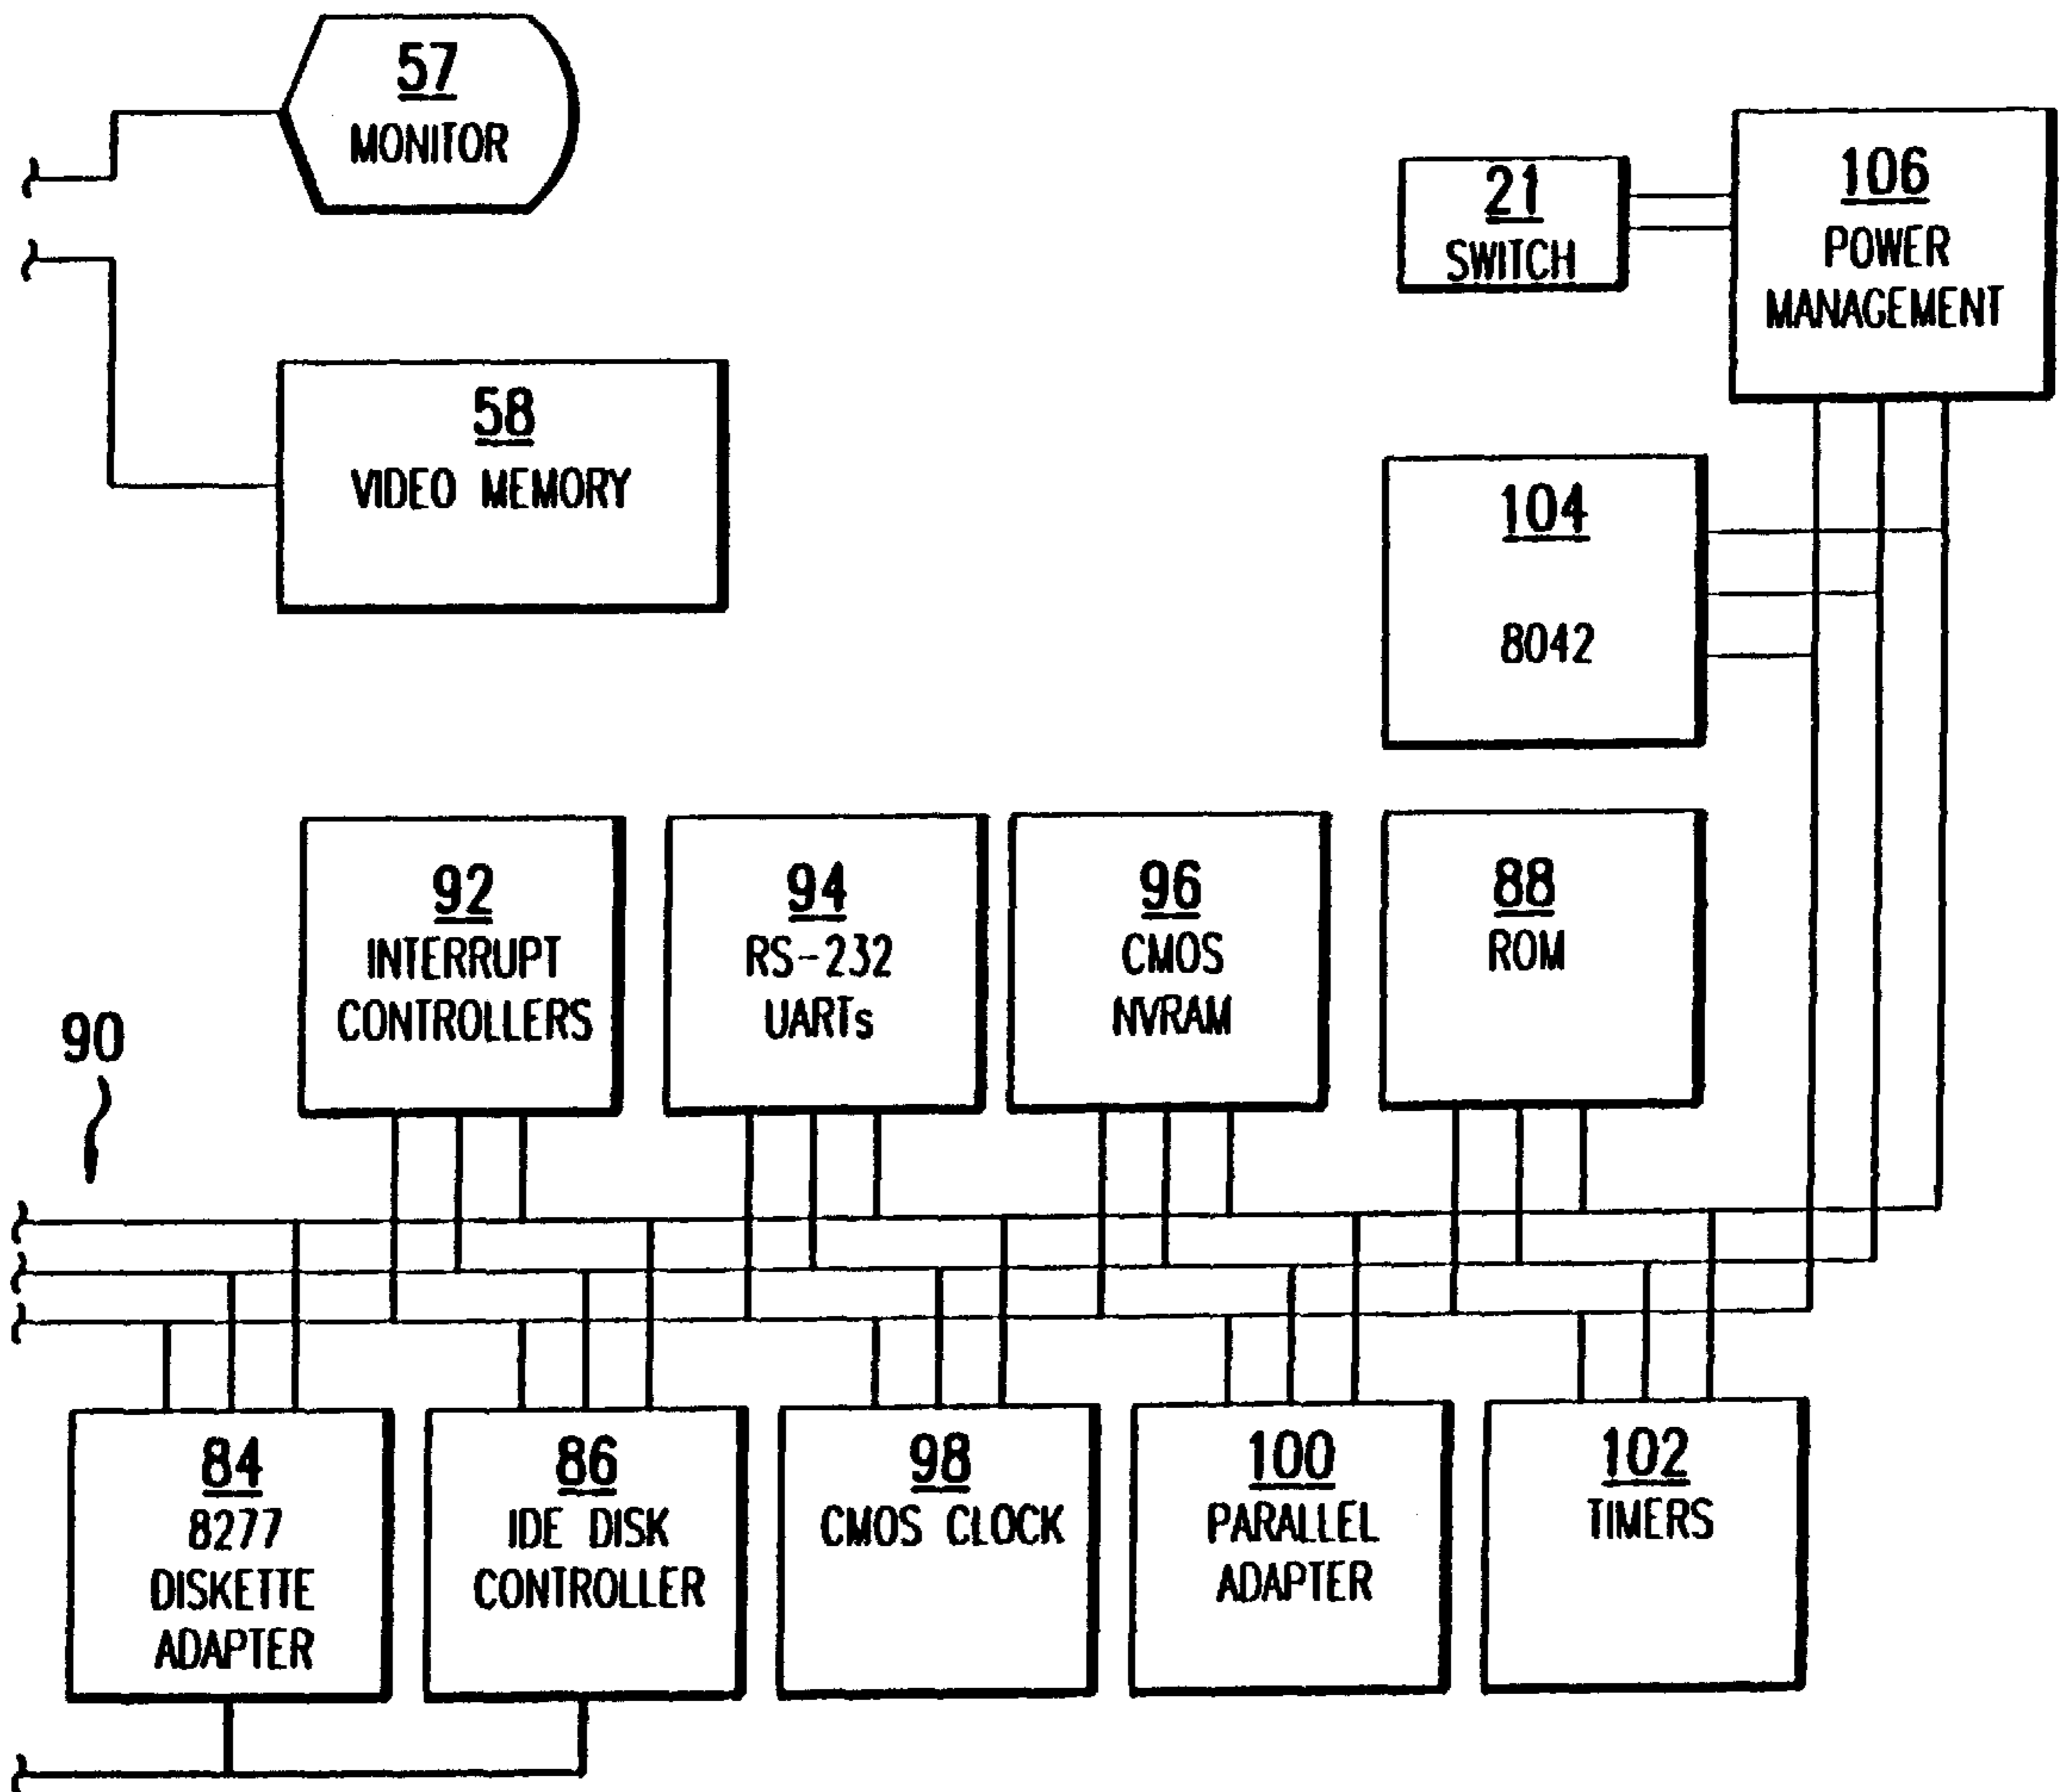 57
MONITOR
21
SWITCH
106
POWER
MANAGEMENT
58
VIDEO MEMORY
104
8042
92
INTERRUPT
CONTROLLERS
94
RS-232
UARTs
96
CMOS
NVRAM
88
ROM
90
84
8277
DISKETTE
ADAPTER
86
IDE DISK
CONTROLLER
98
CMOS CLOCK
100
PARALLEL
ADAPTER
102
TIMERS